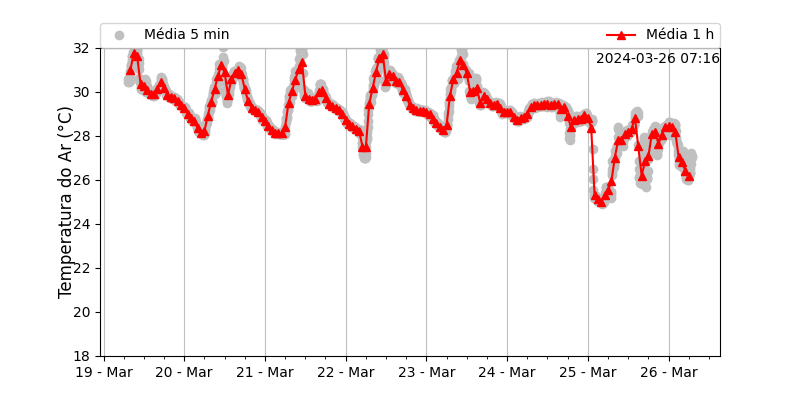 Média 5 min
Média 1 h
2024-03-26 07:16
Temperatura do Ar (°C)
32
30
28
26
24
22
20
18
19 - Mar
20 - Mar
21 - Mar
22 - Mar
23 - Mar
24 - Mar
25 - Mar
26 - Mar